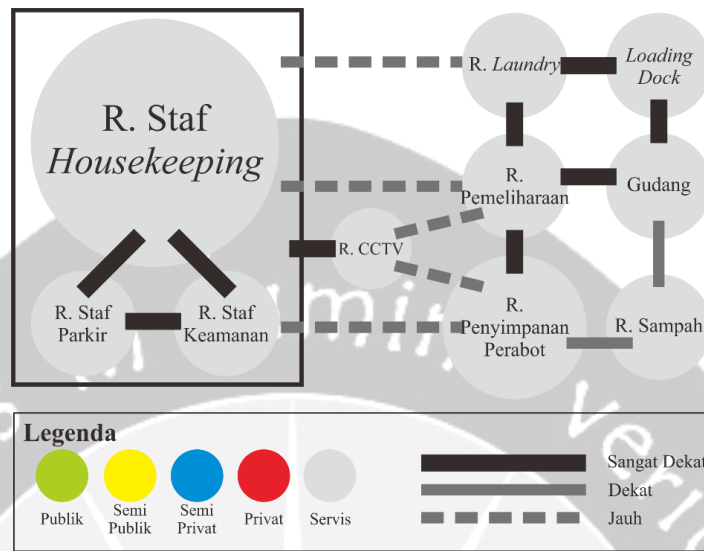 R. Staf
Housekeeping
R. Staf
Parkir
R. Staf
Keamanan
R. CCTV
R. Laundry
Loading
Dock
R.
Pemeliharaan
Gudang
R.
Penyimpanan
Perabot
R. Sampah
Legenda
Publik
Semi
Publik
Semi
Privat
Privat
Servis
Sangat Dekat
Dekat
Jauh